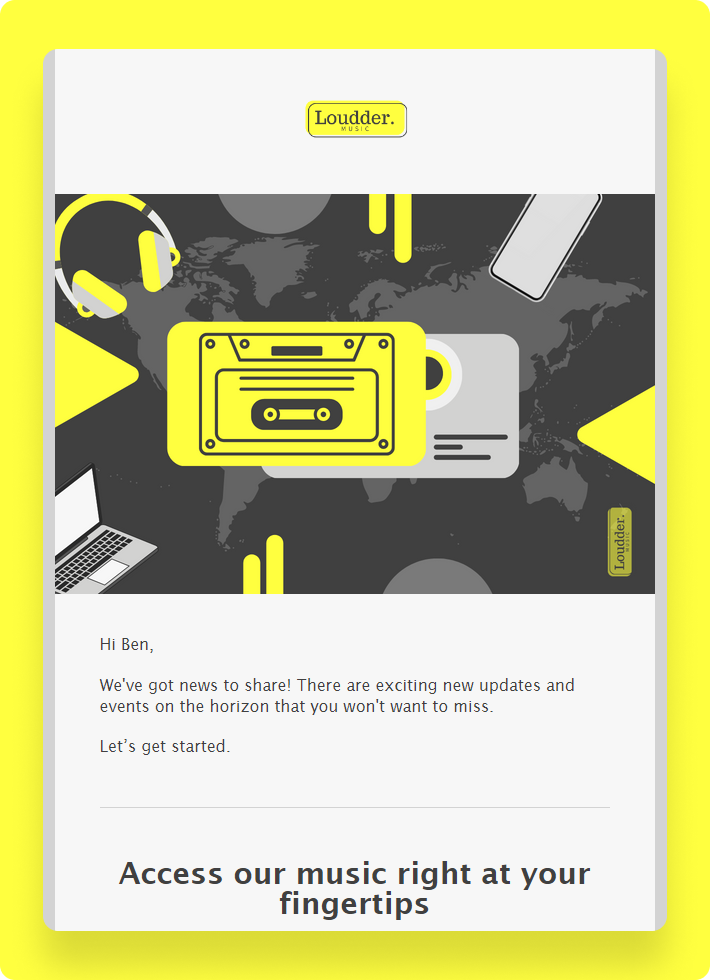 Loudder.
MUSIC
Loudder.
MUSIC
Hi Ben,
We've got news to share! There are exciting new updates and
events on the horizon that you won't want to miss.
Let’s get started.
Access our music right at your
fingertips